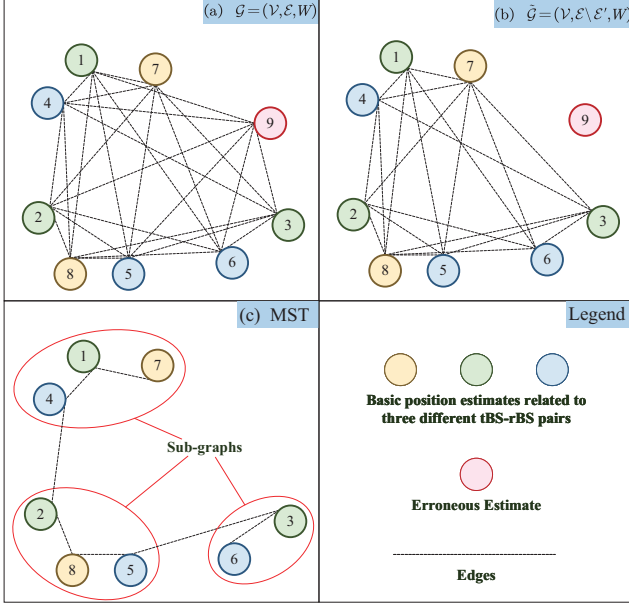 (a) 𝒢=(𝒱,ℰ,W)
1
7
4
9
2
3
6
8
5
(b) 𝒢̃=(𝒱,ℰ\ℰ′,W)
1
7
4
9
2
3
6
8
5
(c) MST
1
7
4
Sub-graphs
2
3
6
8
5
Legend
Basic position estimates related to
three different tBS-rBS pairs
Erroneous Estimate
Edges